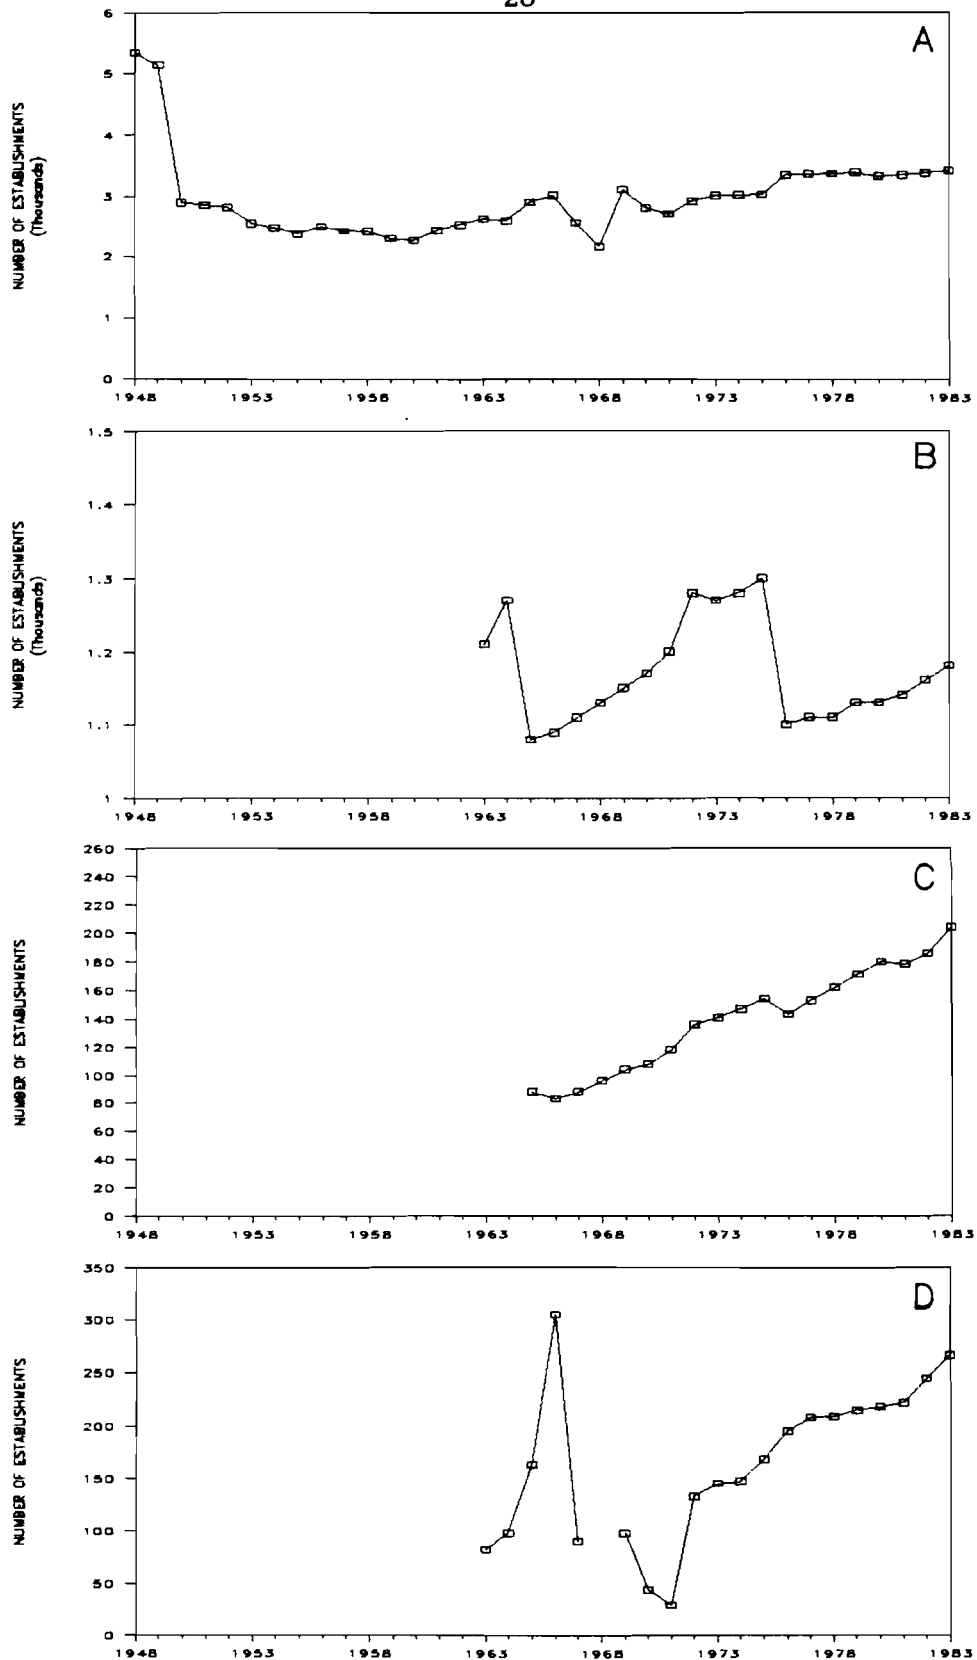 28
A
6
5
4
3
2
1
0
NUMBER OF ESTABLISHMENTS
(Thousands)
1948 1953 1958 1963 1968 1973 1978 1983
B
1.5
1.4
1.3
1.2
1.1
1
NUMBER OF ESTABLISHMENTS
(Thousands)
1948 1953 1958 1963 1968 1973 1978 1983
C
260
240
220
200
180
160
140
120
100
80
60
40
20
0
NUMBER OF ESTABLISHMENTS
1948 1953 1958 1963 1968 1973 1978 1983
D
350
300
250
200
150
100
50
0
NUMBER OF ESTABLISHMENTS
1948 1953 1958 1963 1968 1973 1978 1983